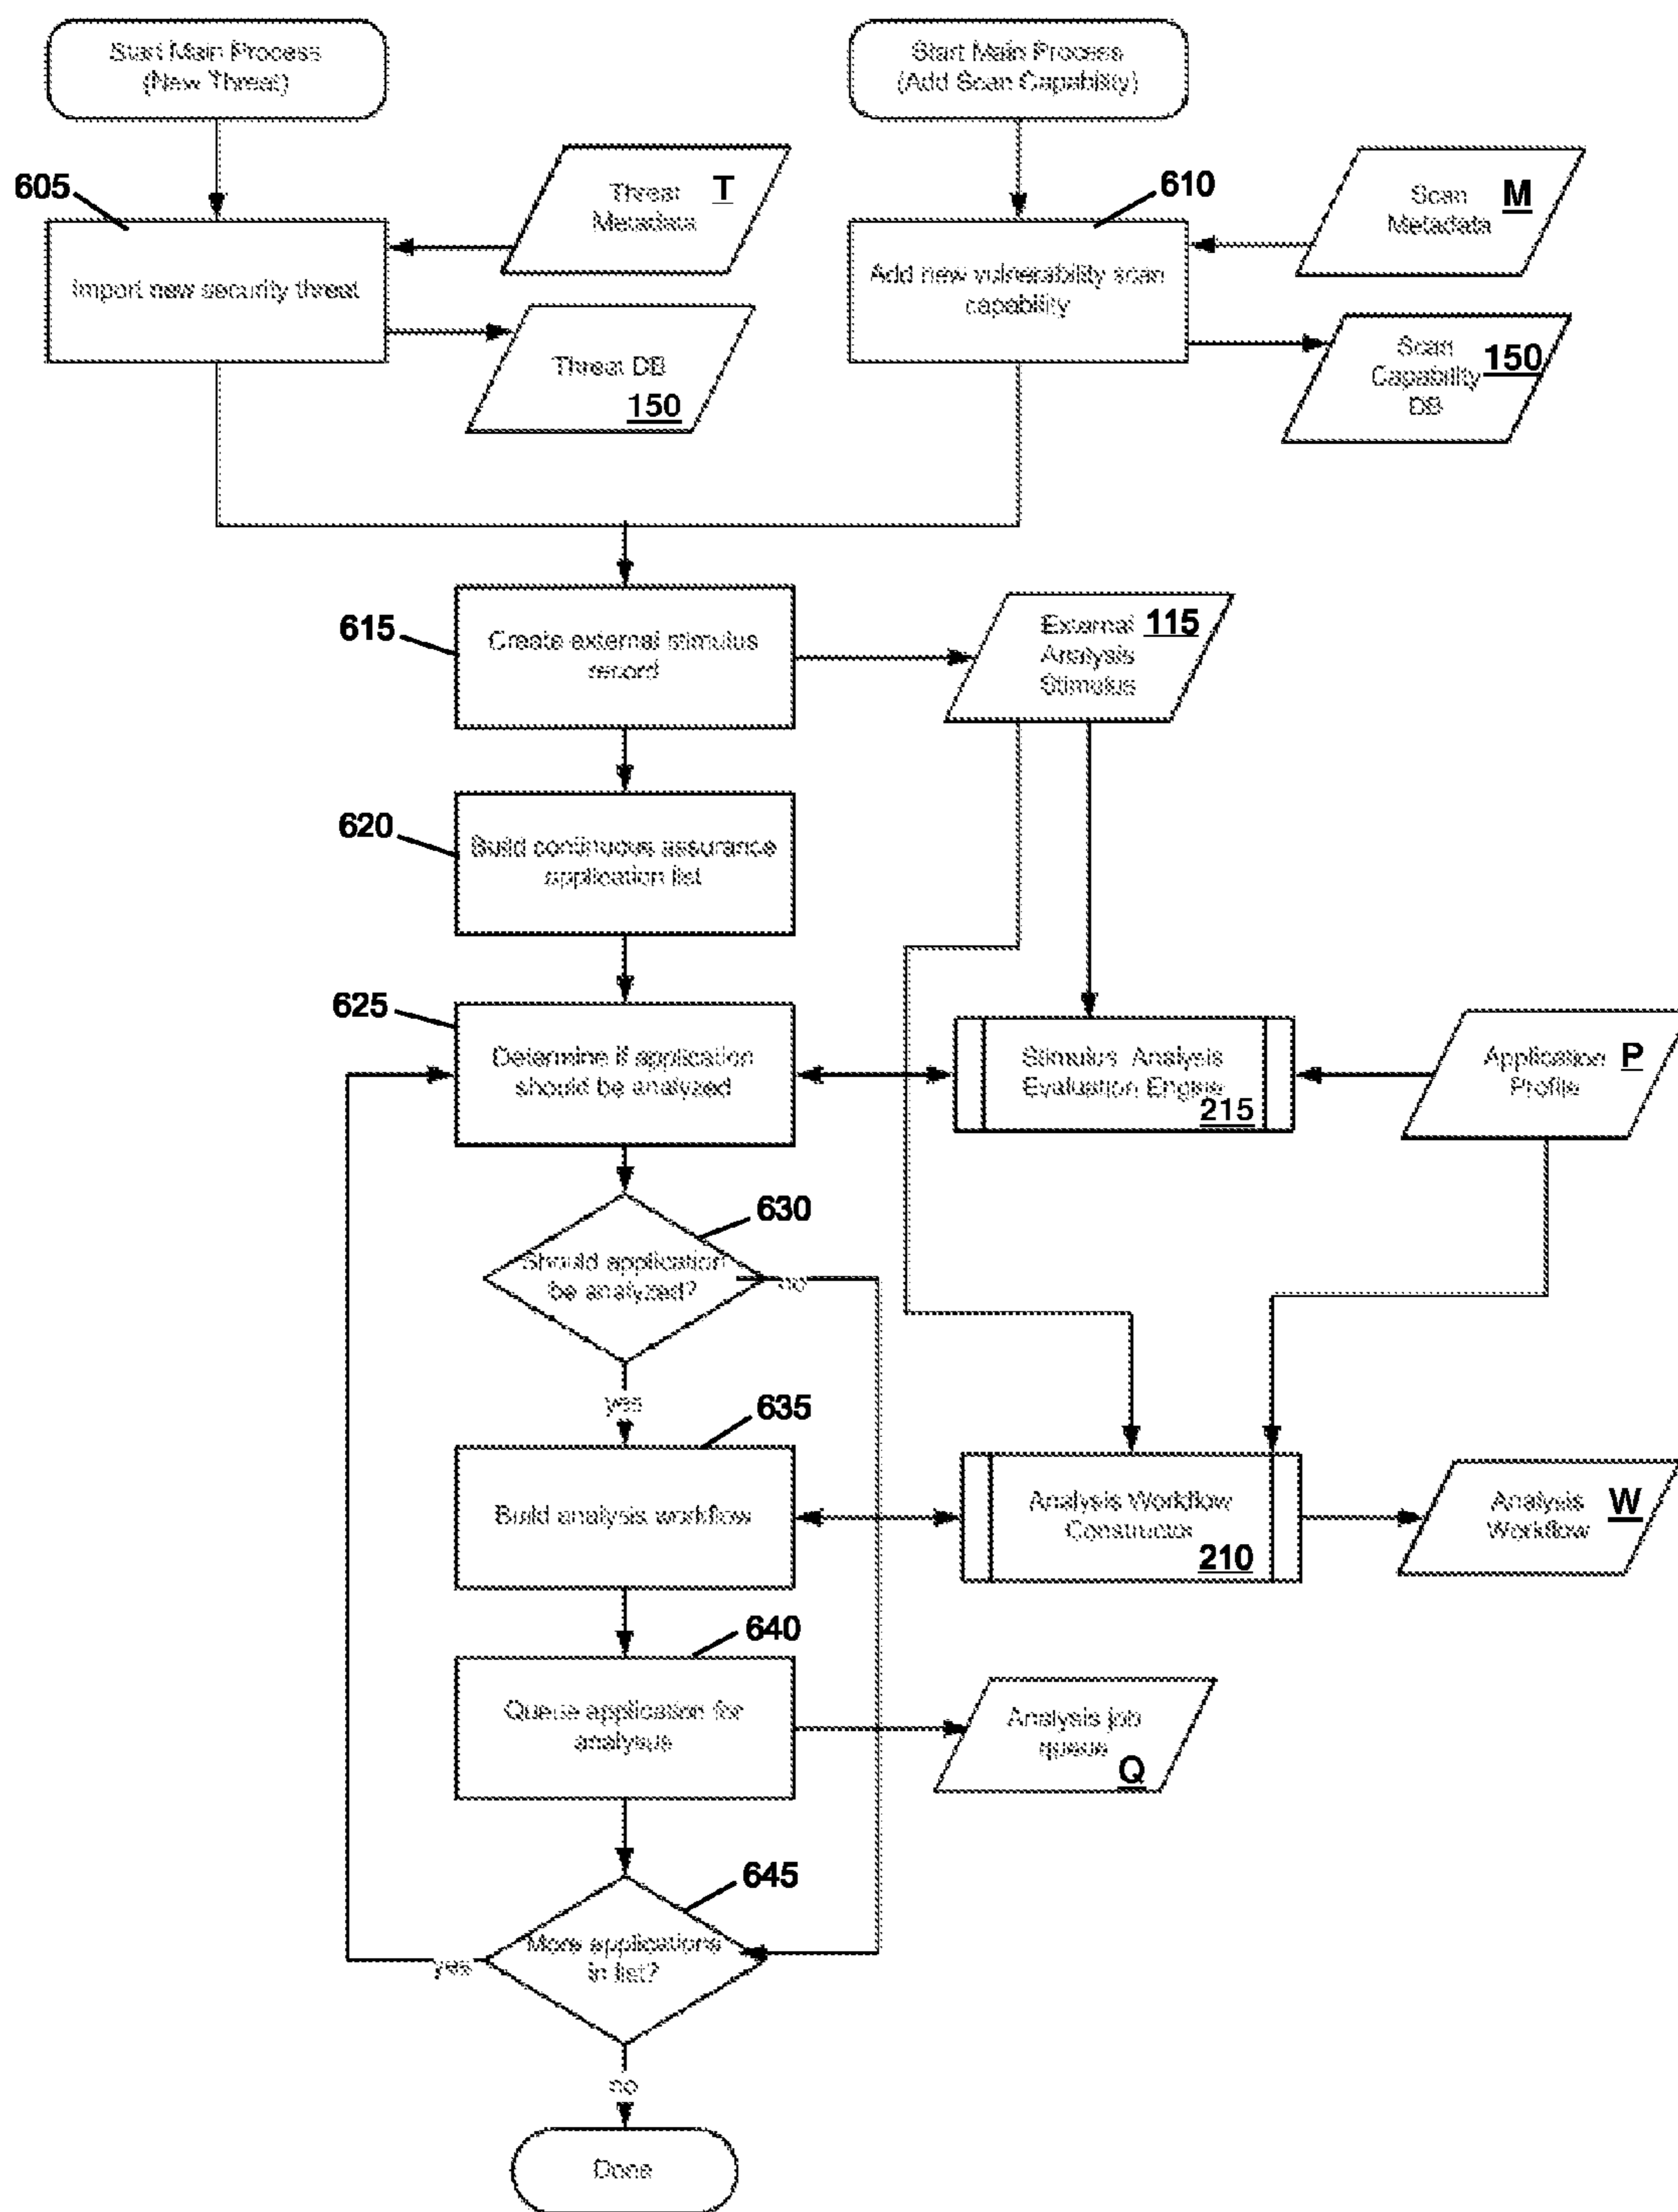 Start Main Process
(New Threat)
Start Main Process
(Add Scan Capability)
605
Threat
Metadata
T
610
Scan
Metadata
M
Import new security threat
Add new vulnerability scan
capability
Threat DB
150
Scan
Capability
DB
150
615
Create external stimulus
record
External
Analysis
Stimulus
115
620
Build continuous assurance
application list
625
Determine if application
should be analyzed
Stimulus Analysis
Evaluation Engine
215
Application
Profile
P
630
Should application
be analyzed?
no
yes
635
Build analysis workflow
Analysis Workflow
Constructor
210
Analysis
Workflow
W
640
Queue application for
analysus
Analysis job
queue
Q
645
More applications
in list?
yes
no
Done